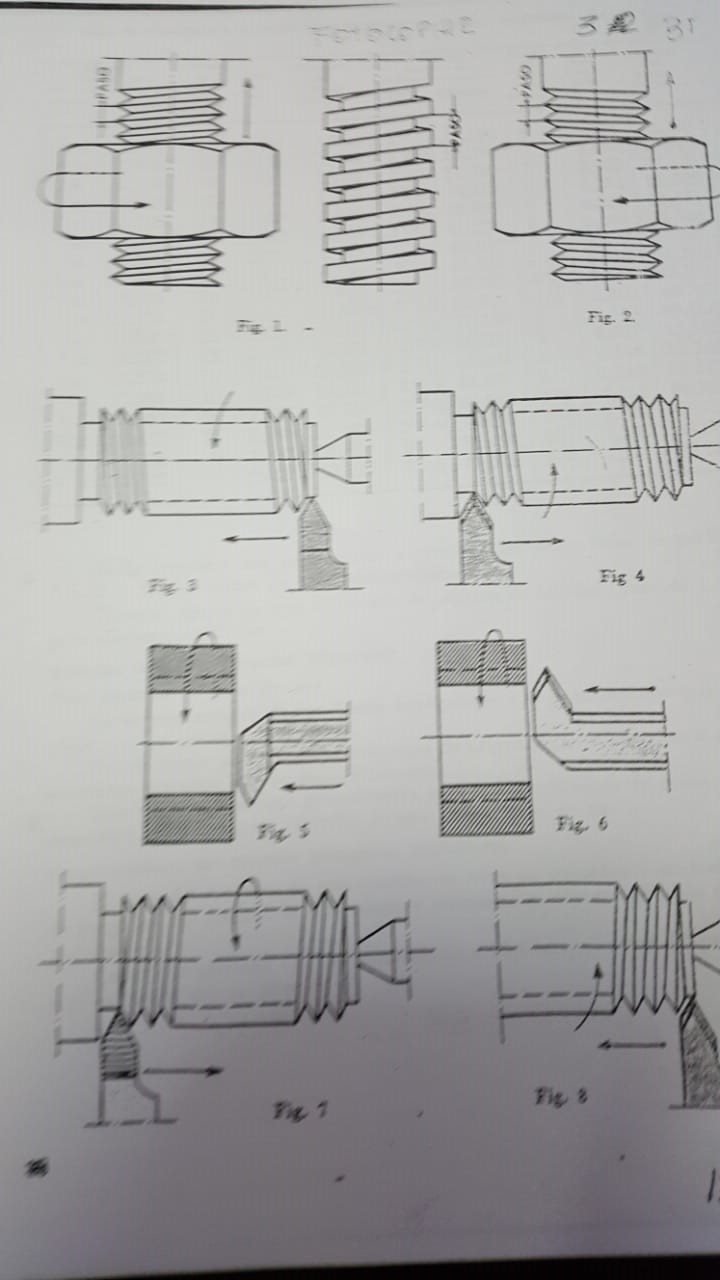 3 31
PASO
PASO
PASO
Fig. 1.
Fig. 2.
Fig. 3
Fig 4
Fig. 5
Fig. 6
Fig. 7
Fig. 8